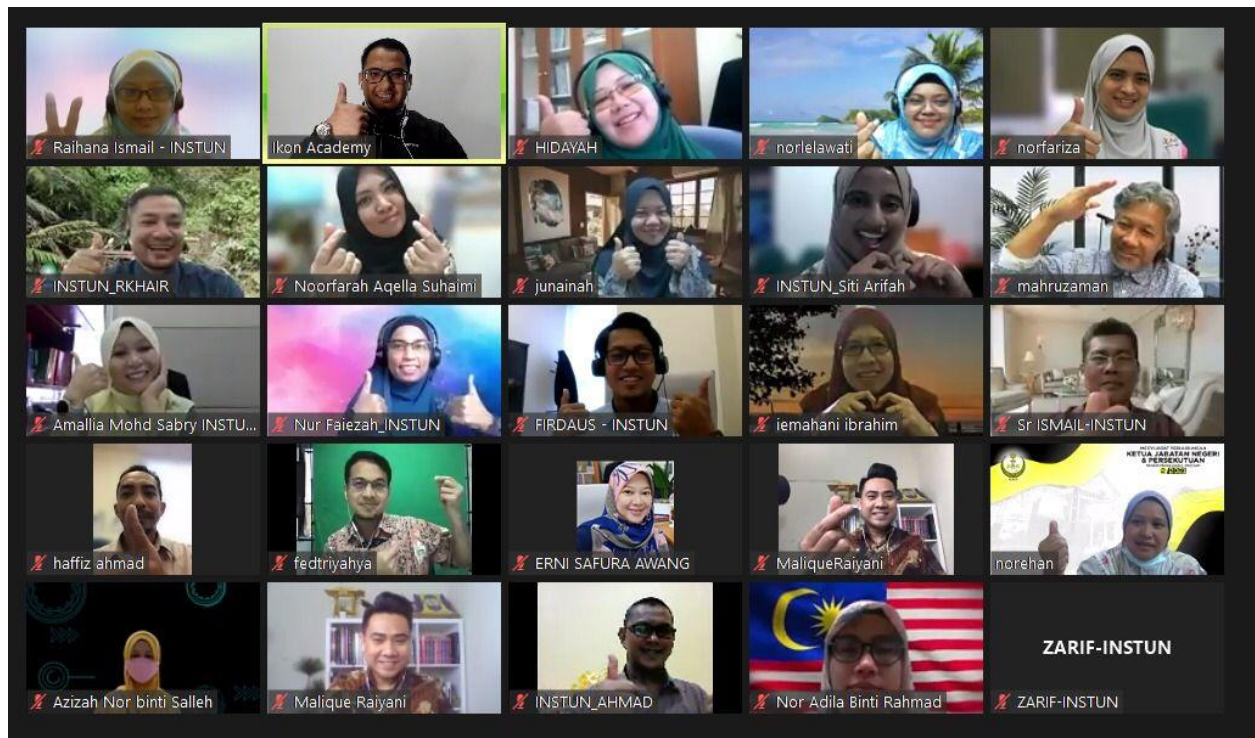 Raihana Ismail - INSTUN
Ikon Academy
HIDAYAH
norlelawati
norfariza
INSTUN_RKHAIR
Noorfarah Aqella Suhaimi
junainah
INSTUN_Siti Arifah
mahruzaman
Amallia Mohd Sabry INSTU...
Nur Faiezah_INSTUN
FIRDAUS - INSTUN
iemahani ibrahim
Sr ISMAIL-INSTUN
haffiz ahmad
fedtriyahya
ERNI SAFURA AWANG
MaliqueRaiyani
KETUA JABATAN NEGERI
& PERSEKUTUAN
norehan
Azizah Nor binti Salleh
Malique Raiyani
INSTUN_AHMAD
Nor Adila Binti Rahmad
ZARIF-INSTUN
ZARIF-INSTUN